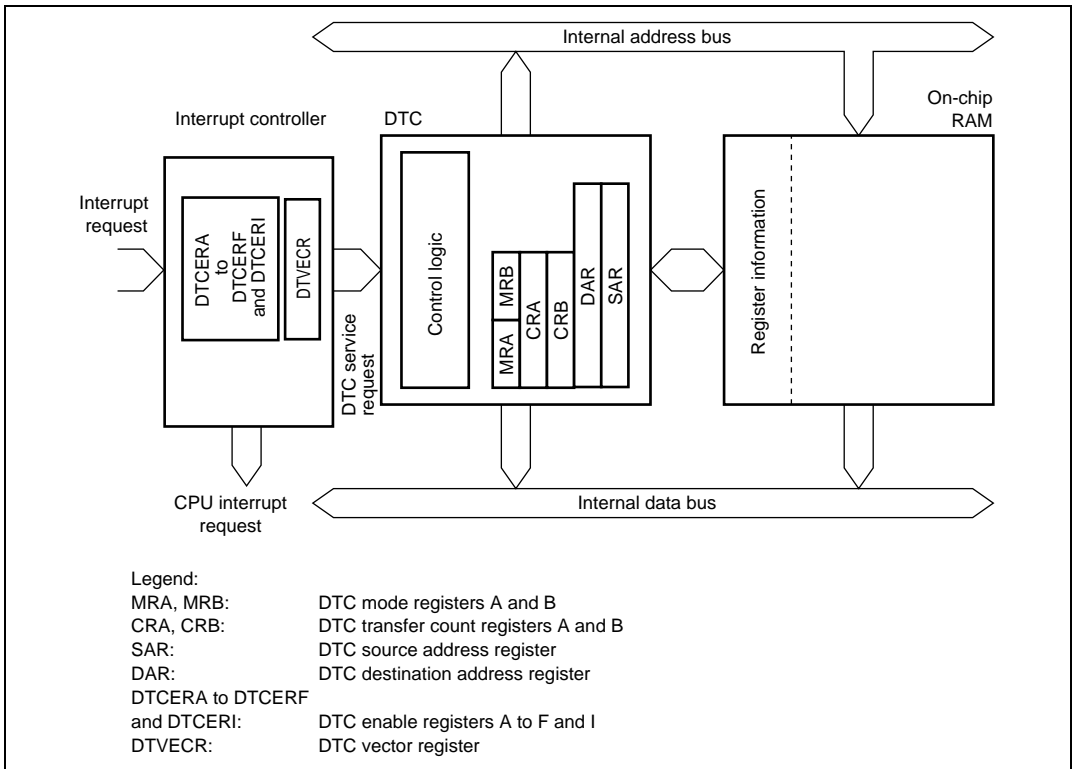 Internal address bus
On-chip
RAM
Interrupt controller
DTC
Interrupt
request
DTCERA
to
DTCERF
and DTCERI
DTVECR
DTC service
request
Control logic
MRA
MRB
CRA
CRB
DAR
SAR
Register information
CPU interrupt
request
Internal data bus
Legend:
MRA, MRB: DTC mode registers A and B
CRA, CRB: DTC transfer count registers A and B
SAR: DTC source address register
DAR: DTC destination address register
DTCERA to DTCERF
and DTCERI: DTC enable registers A to F and I
DTVECR: DTC vector register